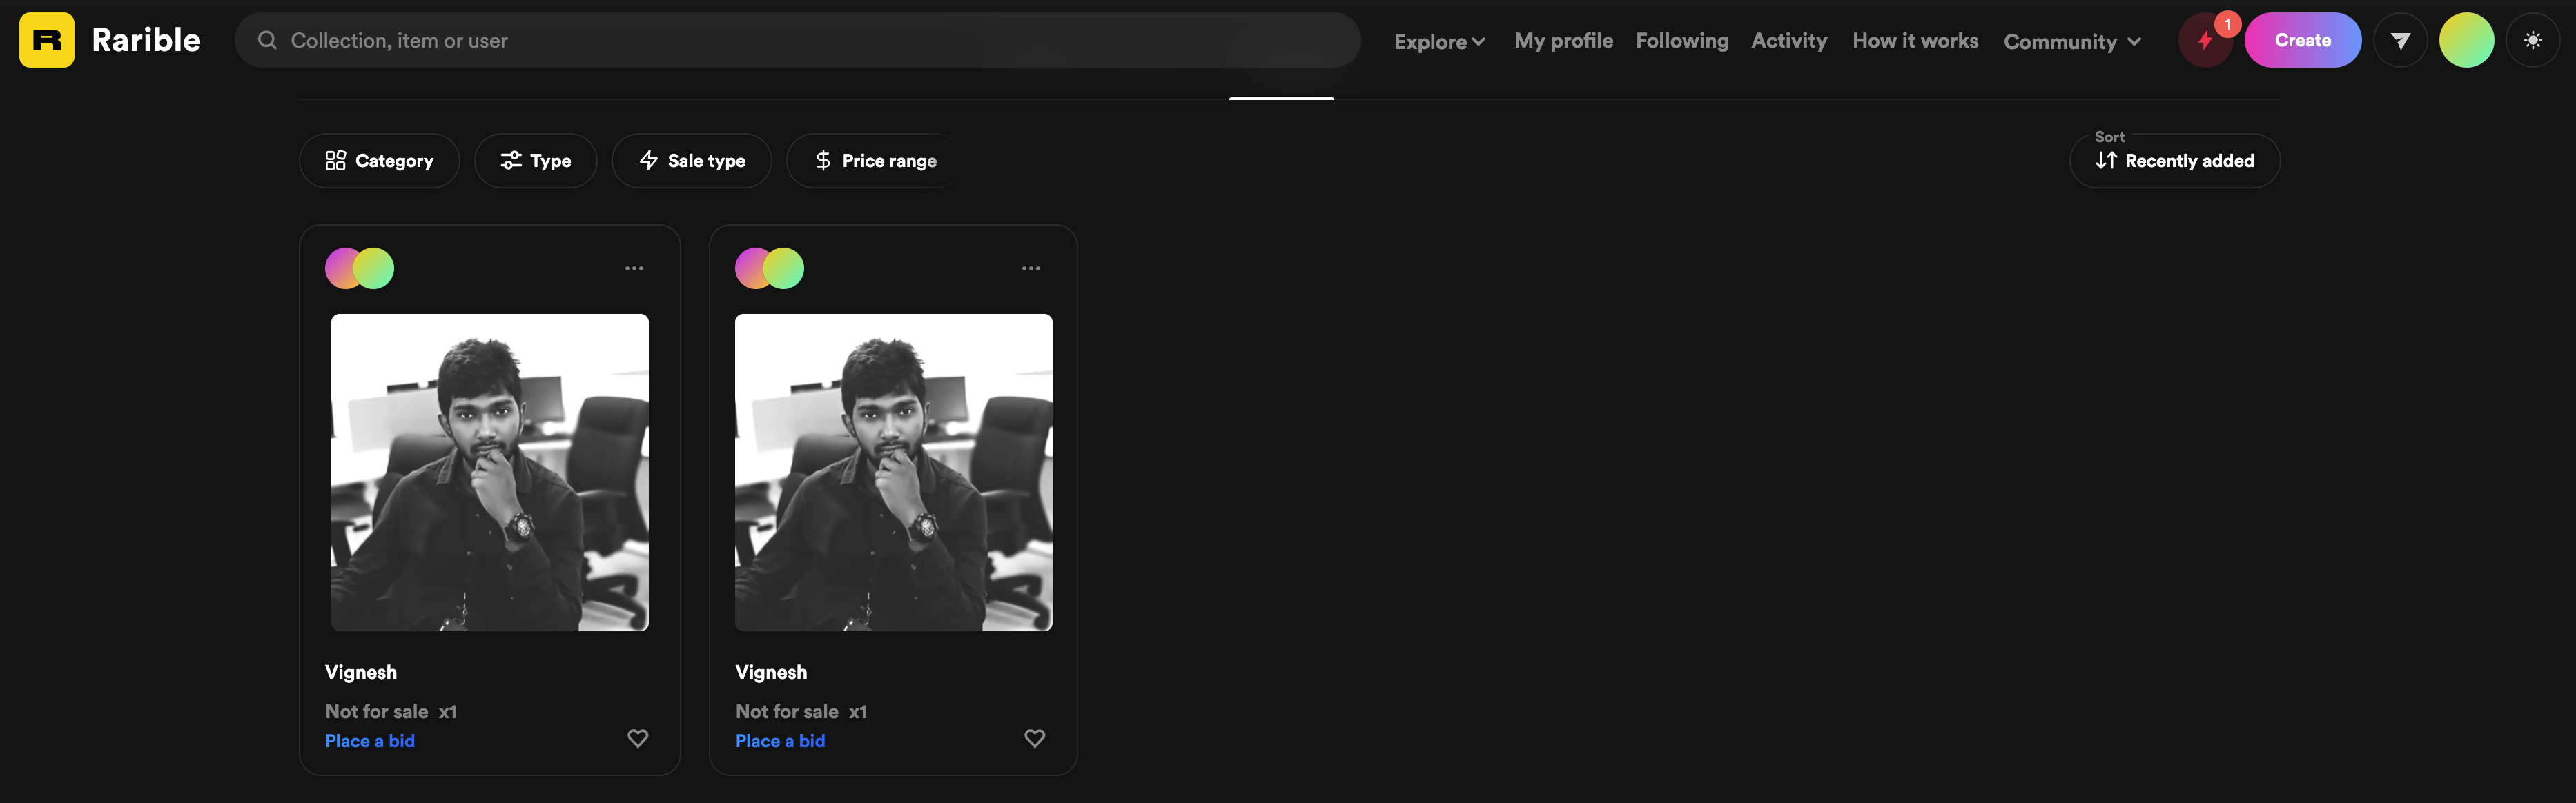 R Rarible Collection, item or user Explore My profile Following Activity How it works Community 1 Create
Category Type Sale type Price range Sort
Recently added
Vignesh
Not for sale x1
Place a bid
Vignesh
Not for sale x1
Place a bid